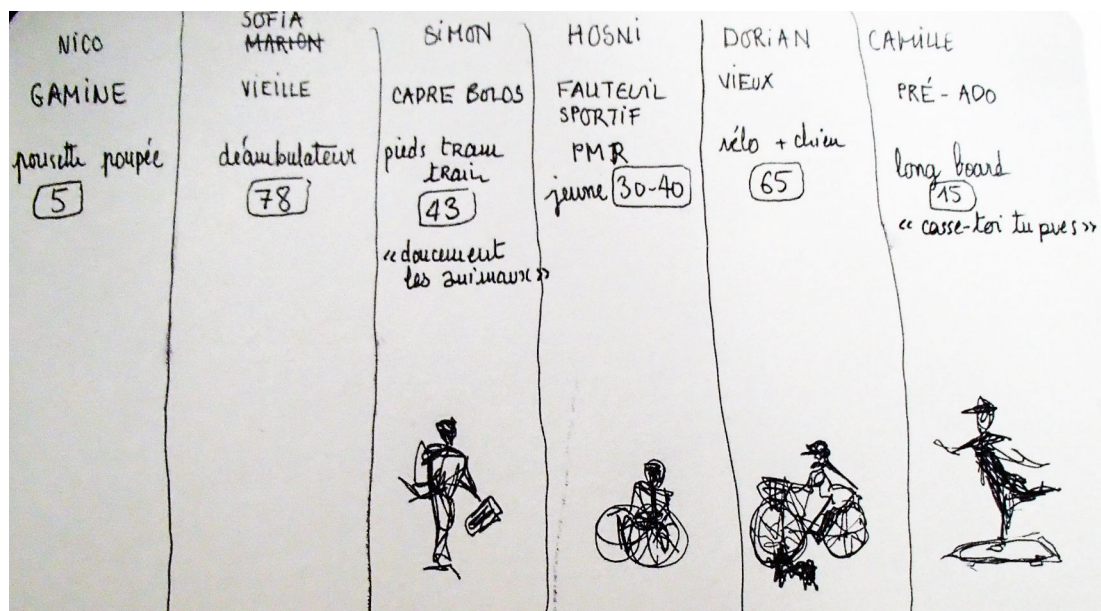 NICO
GAMINE
pousette poupée
5
SOFIA
MARION
VIEILLE
déambulateur
78
SIMON
CADRE BOLOS
pieds tram
train
43
«doucement
les animaux»
HOSNI
FAUTEUIL
SPORTIF
PMR
jeune 30-40
DORIAN
VIEUX
vélo + chien
65
CAMILLE
PRÉ-ADO
long board
15
«casse-toi tu pues»